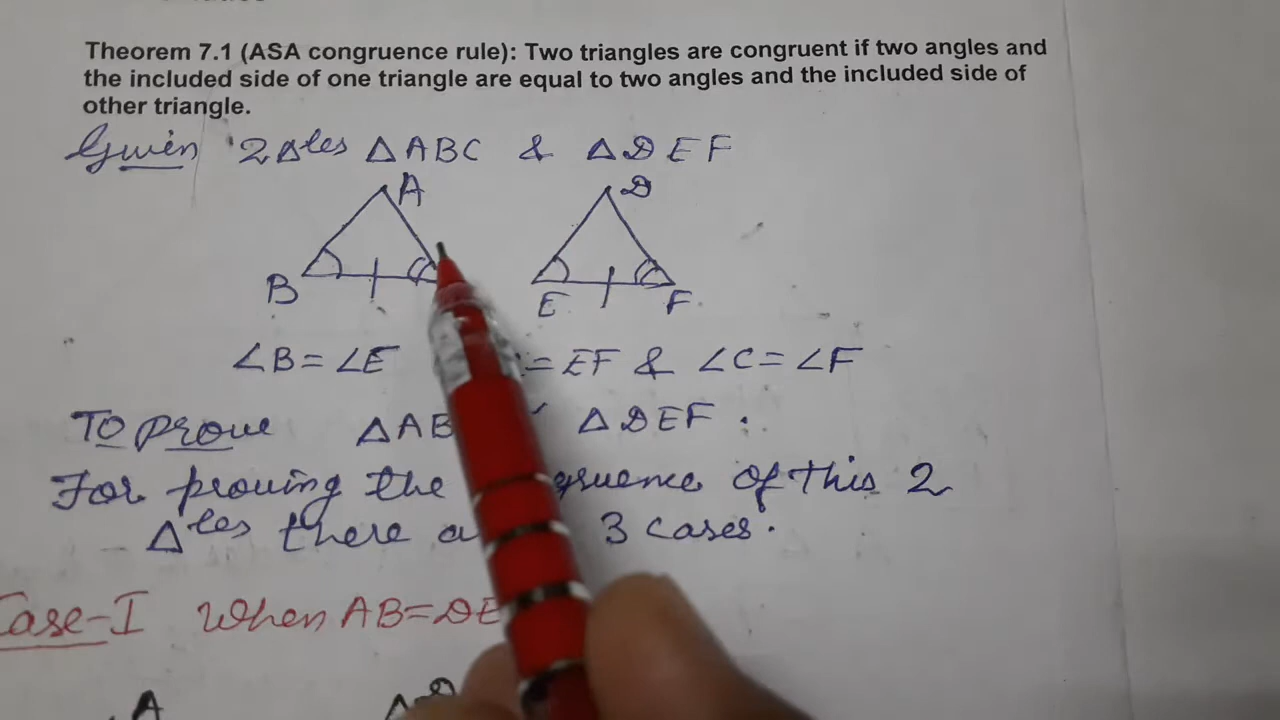 Theorem 7.1 (ASA congruence rule): Two triangles are congruent if two angles and
the included side of one triangle are equal to two angles and the included side of
other triangle.
Given 2 Δles ΔABC & ΔDEF
A D
B E F
∠B=∠E =EF & ∠C=∠F
To prove ΔAB ΔDEF.
For proving the of this 2
Δles there 3 cases.
Case-I When AB=DE
A D